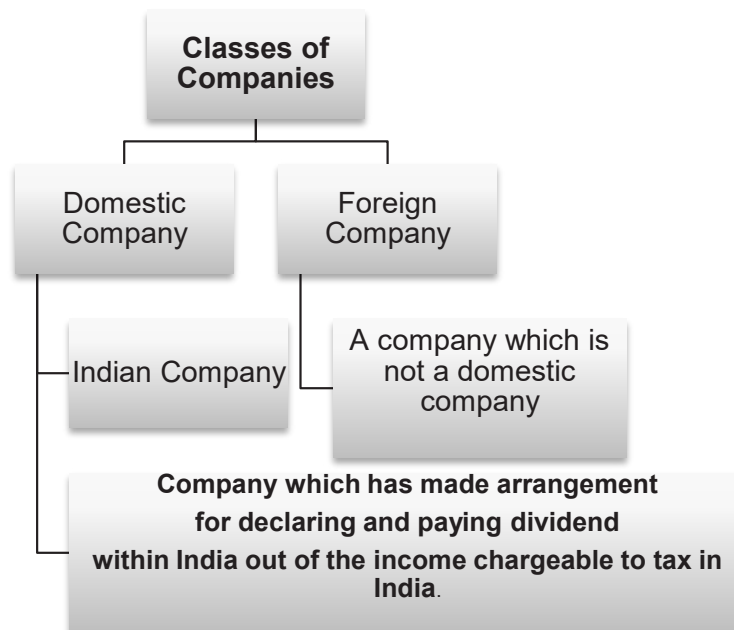 Classes of
Companies
Domestic
Company
Foreign
Company
Indian Company
A company which is
not a domestic
company
Company which has made arrangement
for declaring and paying dividend
within India out of the income chargeable to tax in
India.